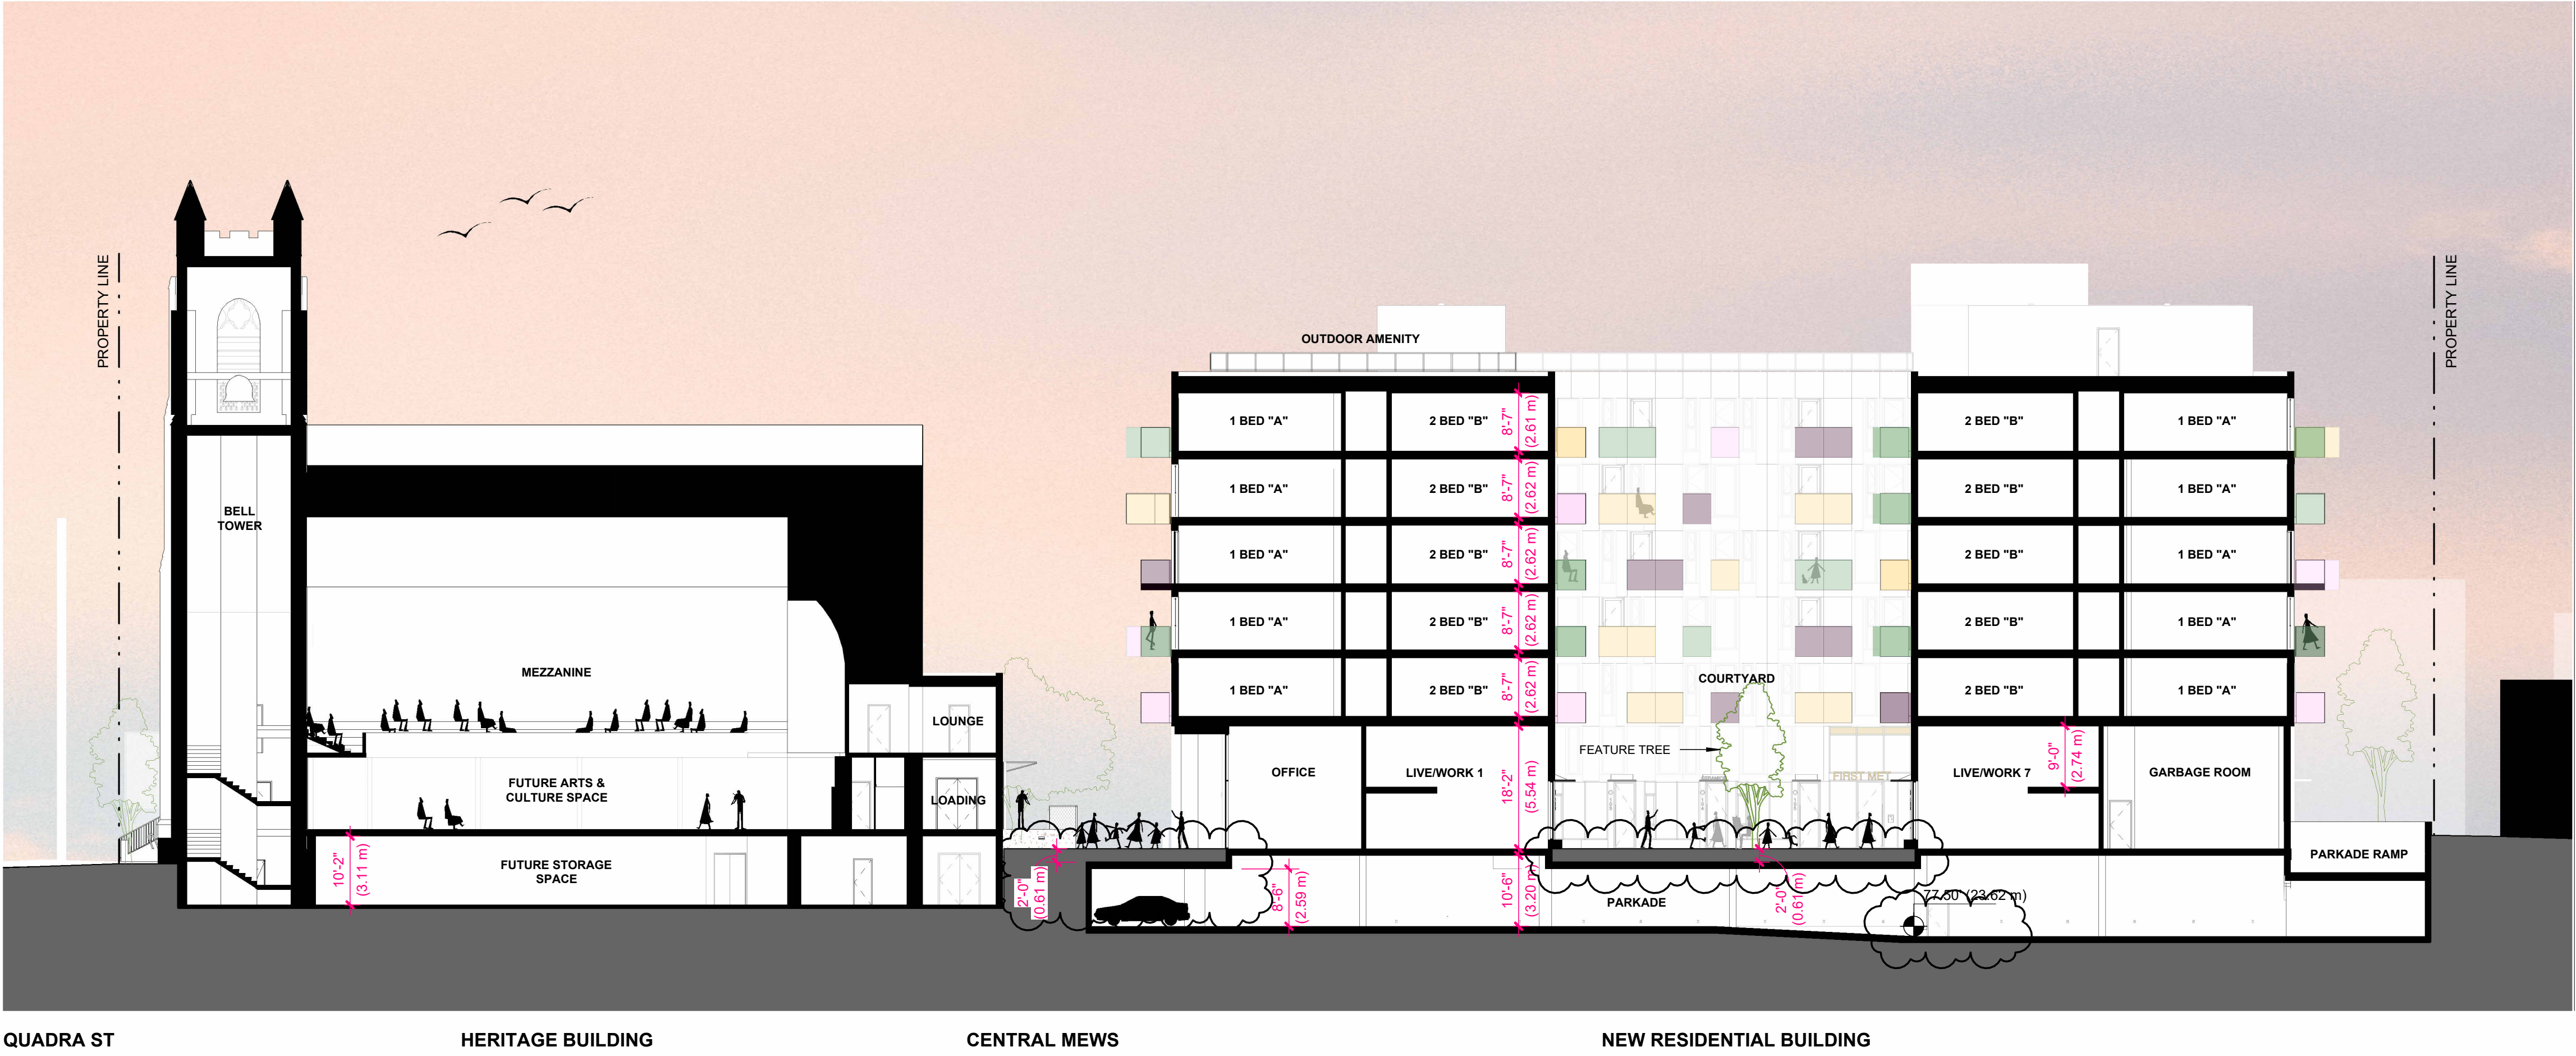 PROPERTY LINE
PROPERTY LINE
OUTDOOR AMENITY
1 BED "A"
2 BED "B"
8'-7"
(2.61 m)
2 BED "B"
1 BED "A"
1 BED "A"
2 BED "B"
8'-7"
(2.62 m)
2 BED "B"
1 BED "A"
BELL
TOWER
1 BED "A"
2 BED "B"
8'-7"
(2.62 m)
2 BED "B"
1 BED "A"
1 BED "A"
2 BED "B"
8'-7"
(2.62 m)
2 BED "B"
1 BED "A"
MEZZANINE
1 BED "A"
2 BED "B"
8'-7"
(2.62 m)
COURTYARD
2 BED "B"
1 BED "A"
LOUNGE
FEATURE TREE
OFFICE
LIVE/WORK 1
18'-2"
(5.54 m)
FIRST MET
LIVE/WORK 7
9'-0"
(2.74 m)
GARBAGE ROOM
FUTURE ARTS &
CULTURE SPACE
LOADING
10'-2"
(3.11 m)
FUTURE STORAGE
SPACE
2'-0"
(0.61 m)
8'-6"
(2.59 m)
10'-6"
(3.20 m)
PARKADE
2'-0"
(0.61 m)
77.50' (23.62 m)
PARKADE RAMP
QUADRA ST
HERITAGE BUILDING
CENTRAL MEWS
NEW RESIDENTIAL BUILDING